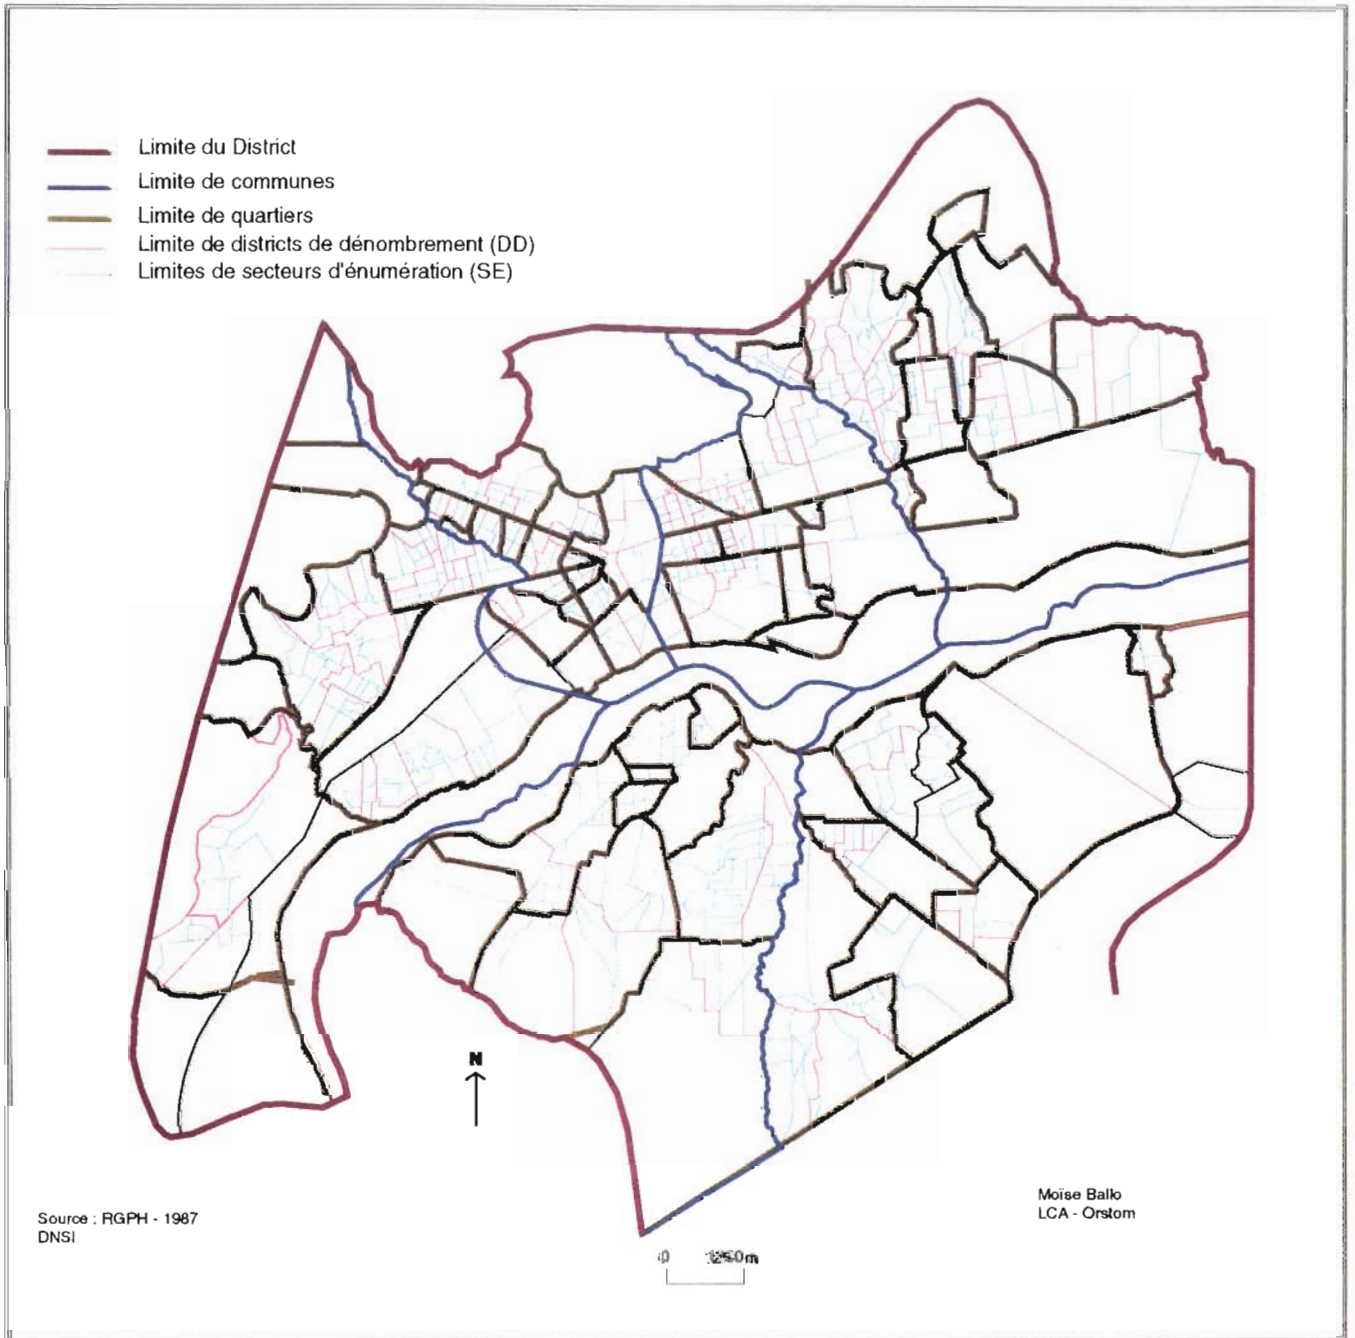 Limite du District
Limite de communes
Limite de quartiers
Limite de districts de dénombrement (DD)
Limites de secteurs d'énumération (SE)
N
Moïse Ballo
LCA - Orstom
Source : RGPH - 1987
DNSI
0 1250 m